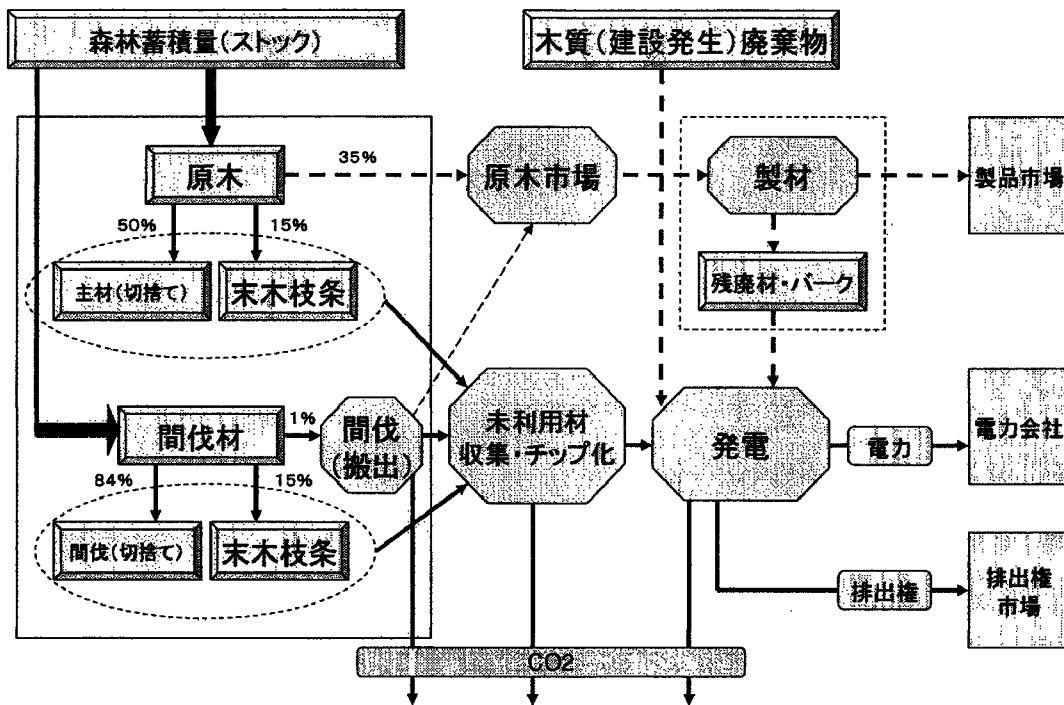 森林蓄積量(ストック)
木質(建設発生)廃棄物
原木
35%
原木市場
製材
製品市場
50%
15%
主材(切捨て)
末木枝条
残廃材・バーク
間伐材
1%
間伐
(搬出)
未利用材
収集・チップ化
発電
電力
電力会社
84%
15%
間伐(切捨て)
末木枝条
排出権
排出権
市場
CO2